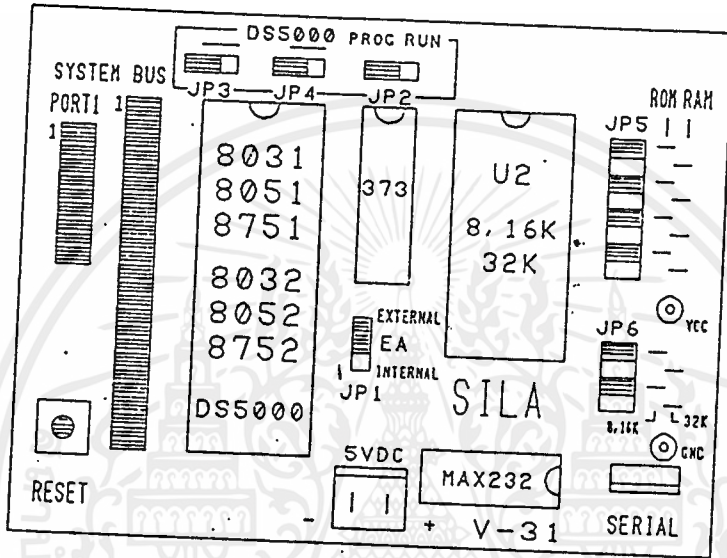 DS5000 PROG RUN
SYSTEM BUS
JP3 JP4 JP2
PORT1
1
1
ROM RAM
JP5
8031
8051
8751
8032
8052
8752
DS5000
373
U2
8,16K
32K
VCC
EXTERNAL
EA
INTERNAL
JP1
JP6
8,16K 32K
SILA
GND
5VDC
- +
MAX232
V-31
RESET
SERIAL